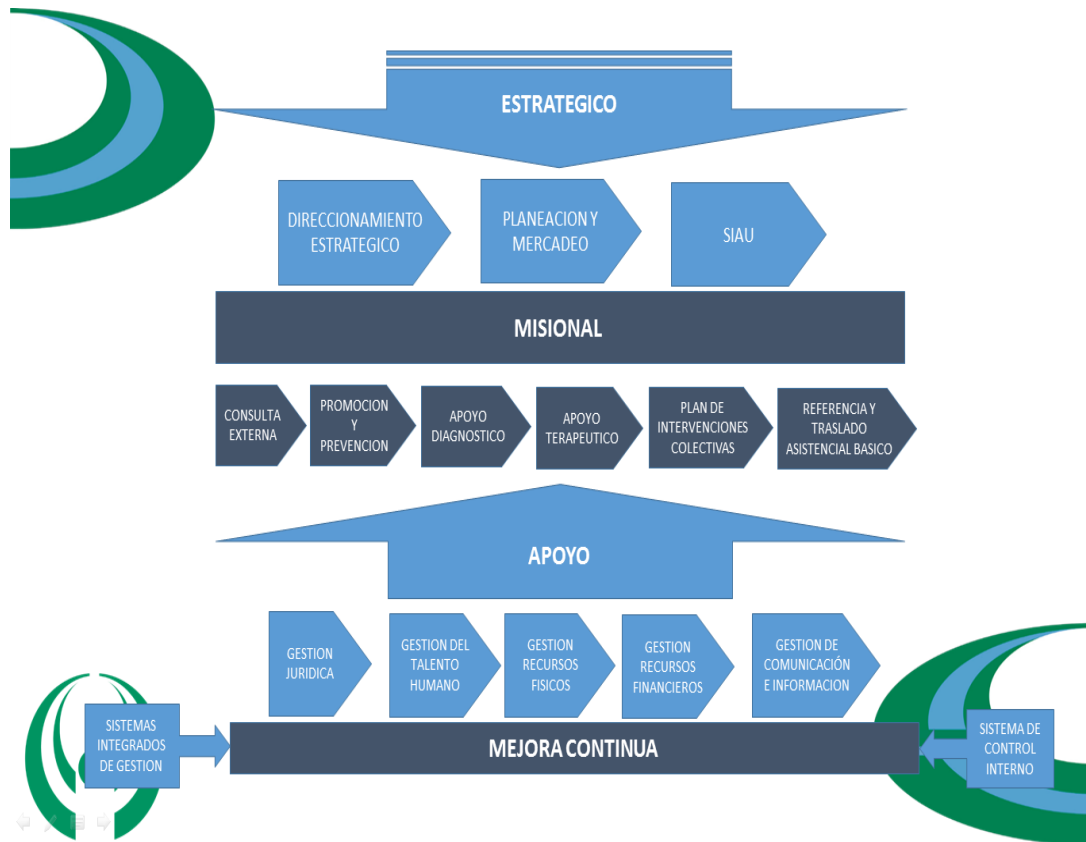 ESTRATEGICO
DIRECCIONAMIENTO
ESTRATEGICO
PLANEACION Y
MERCADEO
SIAU
MISIONAL
CONSULTA
EXTERNA
PROMOCION
Y
PREVENCION
APOYO
DIAGNOSTICO
APOYO
TERAPEUTICO
PLAN DE
INTERVENCIONES
COLECTIVAS
REFERENCIA Y
TRASLADO
ASISTENCIAL BASICO
APOYO
GESTION
JURIDICA
GESTION DEL
TALENTO
HUMANO
GESTION
RECURSOS
FISICOS
GESTION
RECURSOS
FINANCIEROS
GESTION DE
COMUNICACIÓN
E INFORMACION
SISTEMAS
INTEGRADOS
DE GESTION
MEJORA CONTINUA
SISTEMA DE
CONTROL
INTERNO